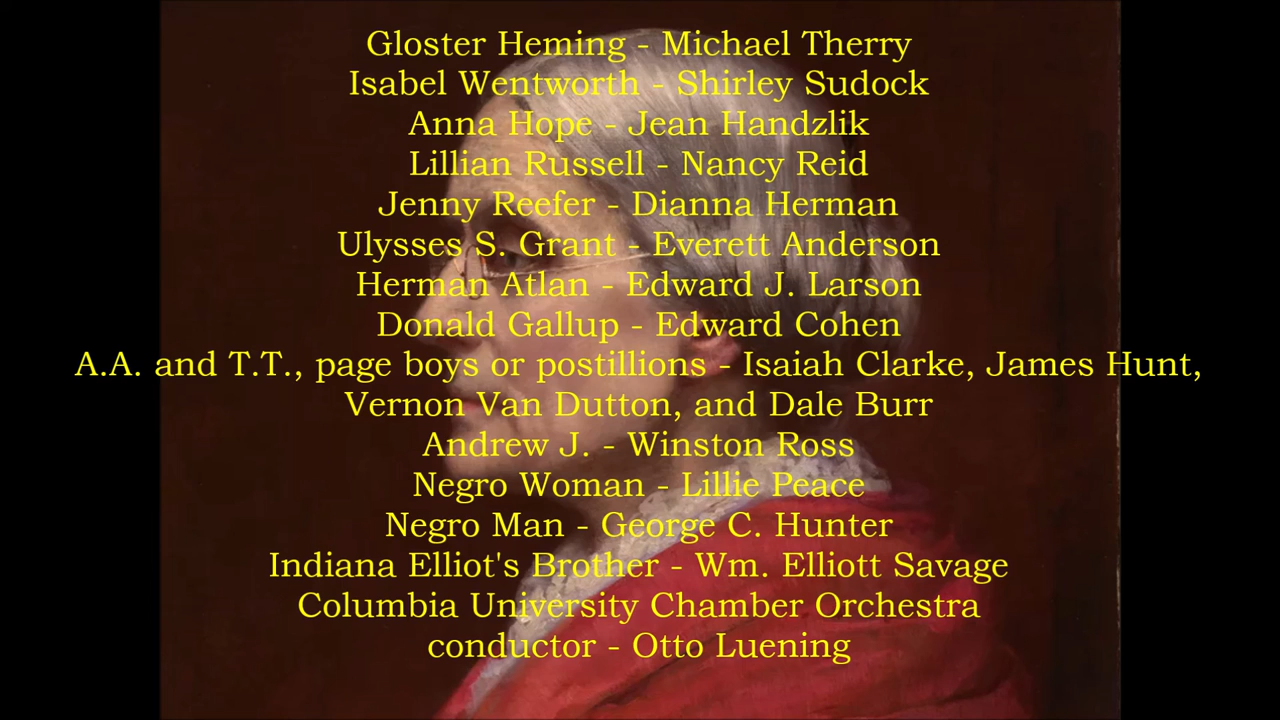 Gloster Heming - Michael Therry
Isabel Wentworth - Shirley Sudock
Anna Hope - Jean Handzlik
Lillian Russell - Nancy Reid
Jenny Reefer - Dianna Herman
Ulysses S. Grant - Everett Anderson
Herman Atlan - Edward J. Larson
Donald Gallup - Edward Cohen
A.A. and T.T., page boys or postillions - Isaiah Clarke, James Hunt,
Vernon Van Dutton, and Dale Burr
Andrew J. - Winston Ross
Negro Woman - Lillie Peace
Negro Man - George C. Hunter
Indiana Elliot's Brother - Wm. Elliott Savage
Columbia University Chamber Orchestra
conductor - Otto Luening